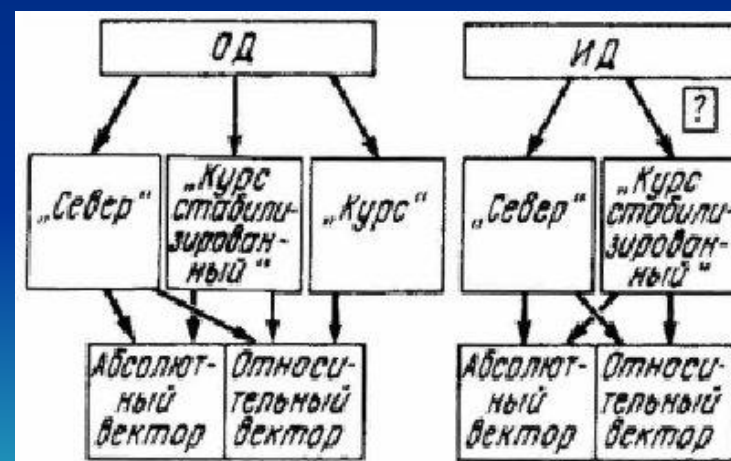 ОД
„Север“
„Курс
стабили-
зирован-
ный“
„Курс“
Абсолют-
ный
вектор
Относи-
тельный
вектор
ИД
?
„Север“
„Курс
стабили-
зирован-
ный“
Абсолют-
ный
вектор
Относи-
тельный
вектор